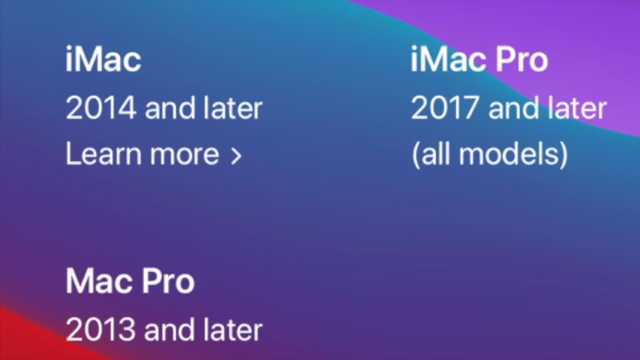 iMac
2014 and later
Learn more >
iMac Pro
2017 and later
(all models)
Mac Pro
2013 and later